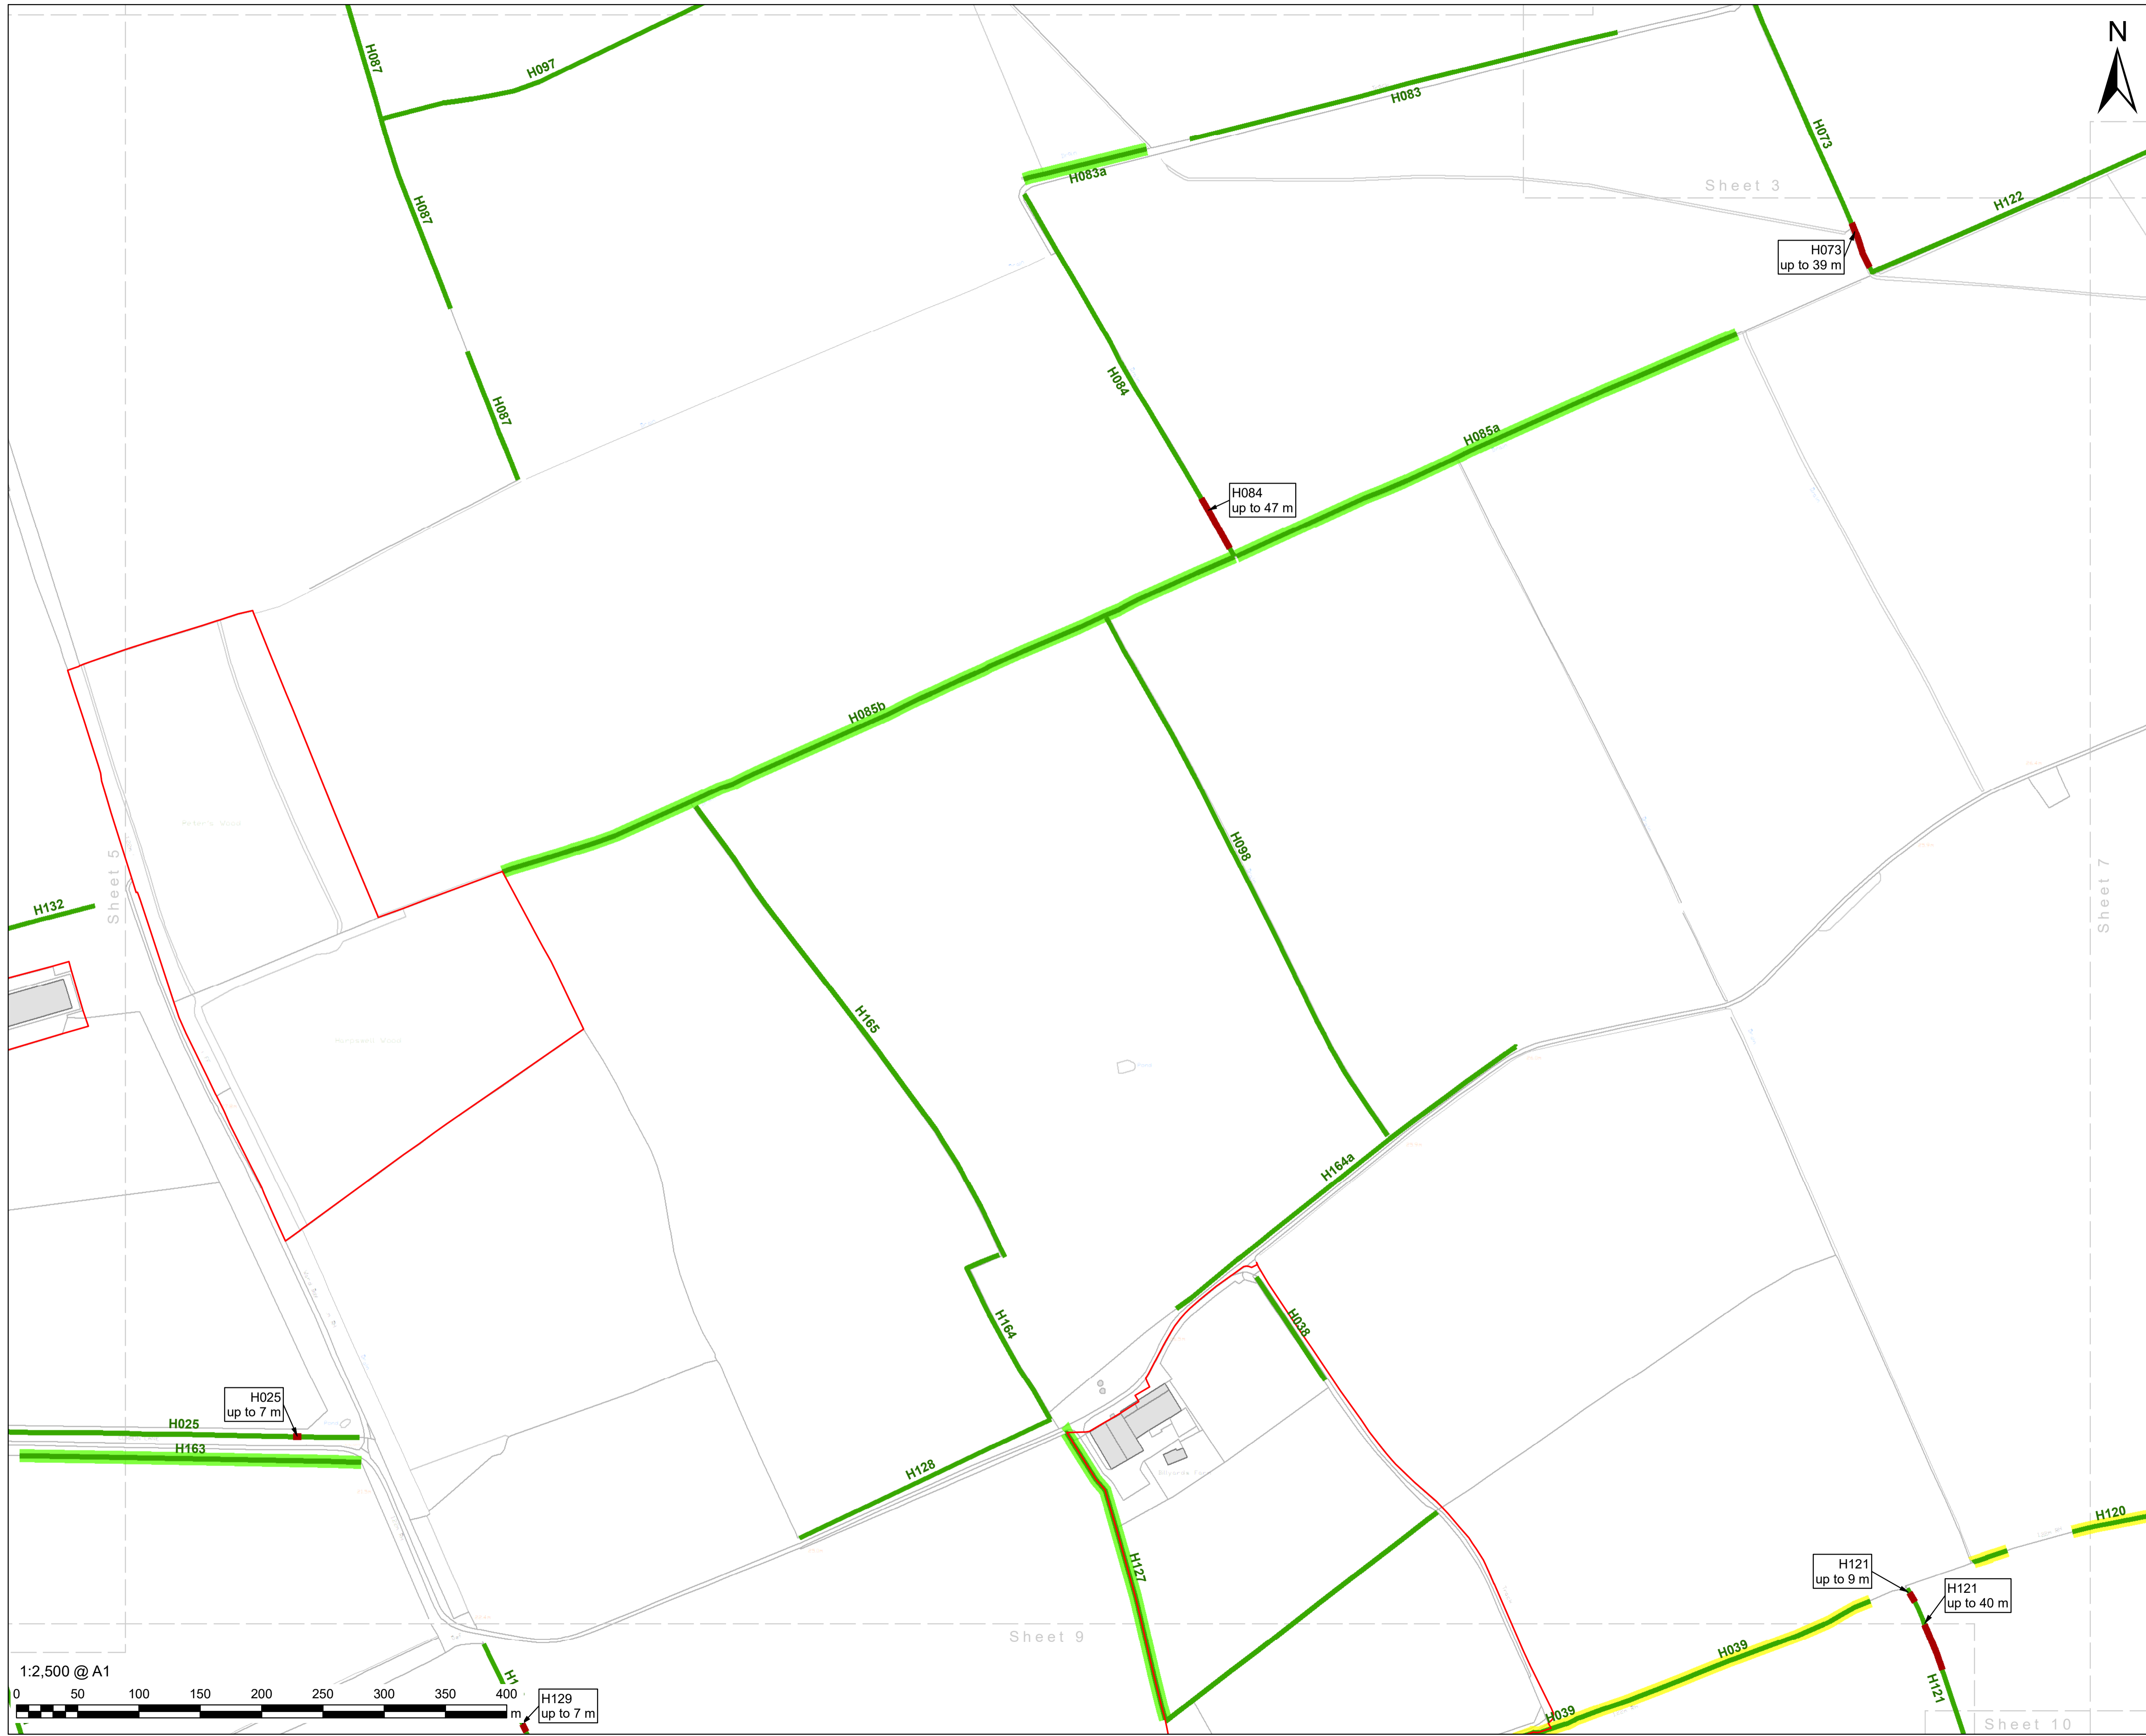 N
H087
H097
H083
H073
H083a
Sheet 3
H122
H087
H073
up to 39 m
H084
H087
H085a
H084
up to 47 m
H085b
H098
Sheet 5
Sheet 7
H132
H165
H164a
H164
H038
H025
up to 7 m
H025
H163
H128
H127
H120
H121
up to 9 m
H121
up to 40 m
Sheet 9
H039
1:2,500 @ A1
0 50 100 150 200 250 300 350 400
m
H1
H129
up to 7 m
H039
H121
Sheet 10